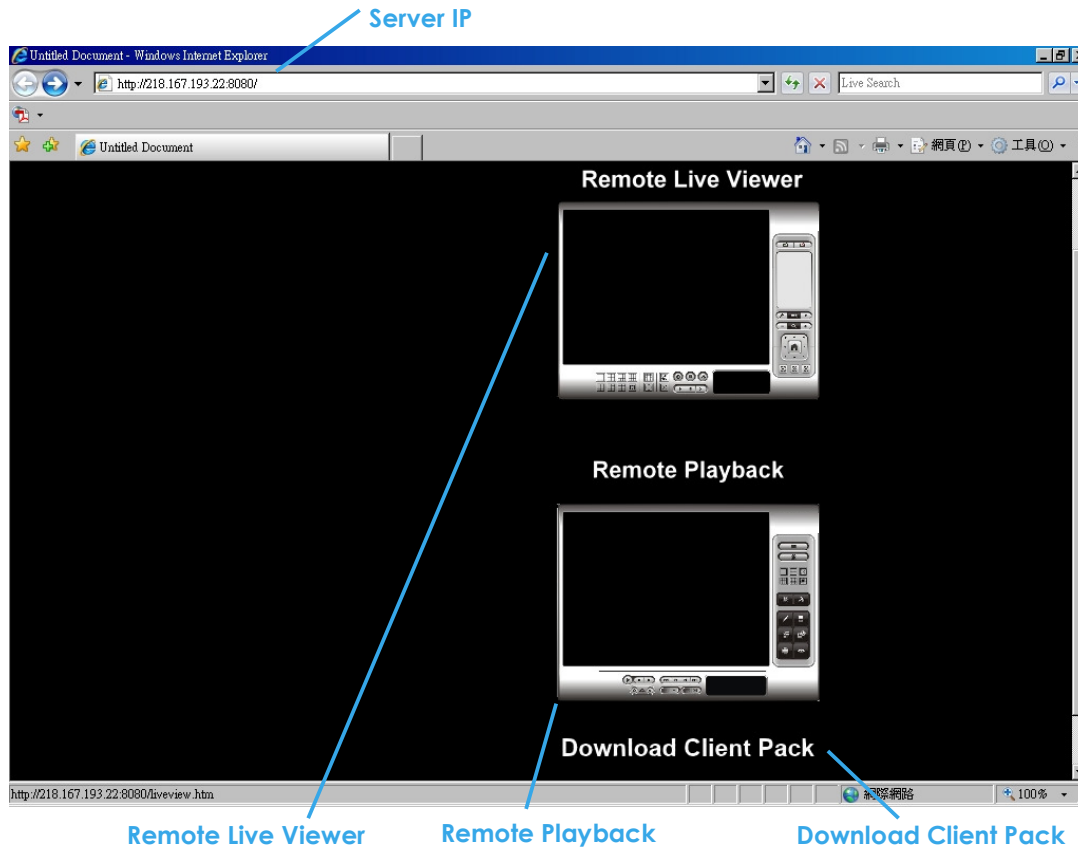 Server IP
Untitled Document - Windows Internet Explorer
http://218.167.193.22:8080/
Live Search
Untitled Document
網頁(P)
工具(O)
Remote Live Viewer
Remote Playback
Download Client Pack
http://218.167.193.22:8080/liveview.htm
網際網路
100%
Remote Live Viewer
Remote Playback
Download Client Pack